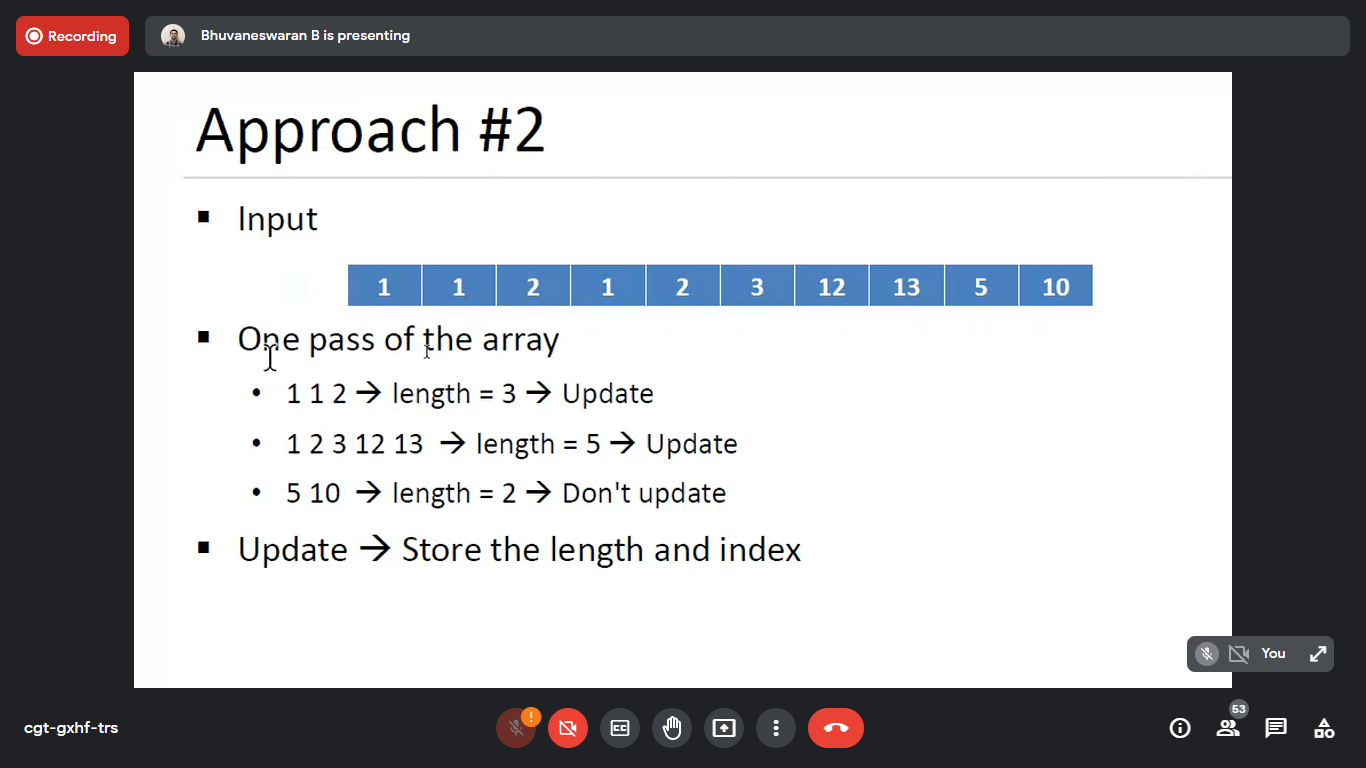 Recording
Bhuvaneswaran B is presenting
Approach #2
▪ Input
1 1 2 1 2 3 12 13 5 10
▪ One pass of the array
• 1 1 2 → length = 3 → Update
• 1 2 3 12 13 → length = 5 → Update
• 5 10 → length = 2 → Don't update
▪ Update → Store the length and index
You
cgt-gxhf-trs
!
CC
53